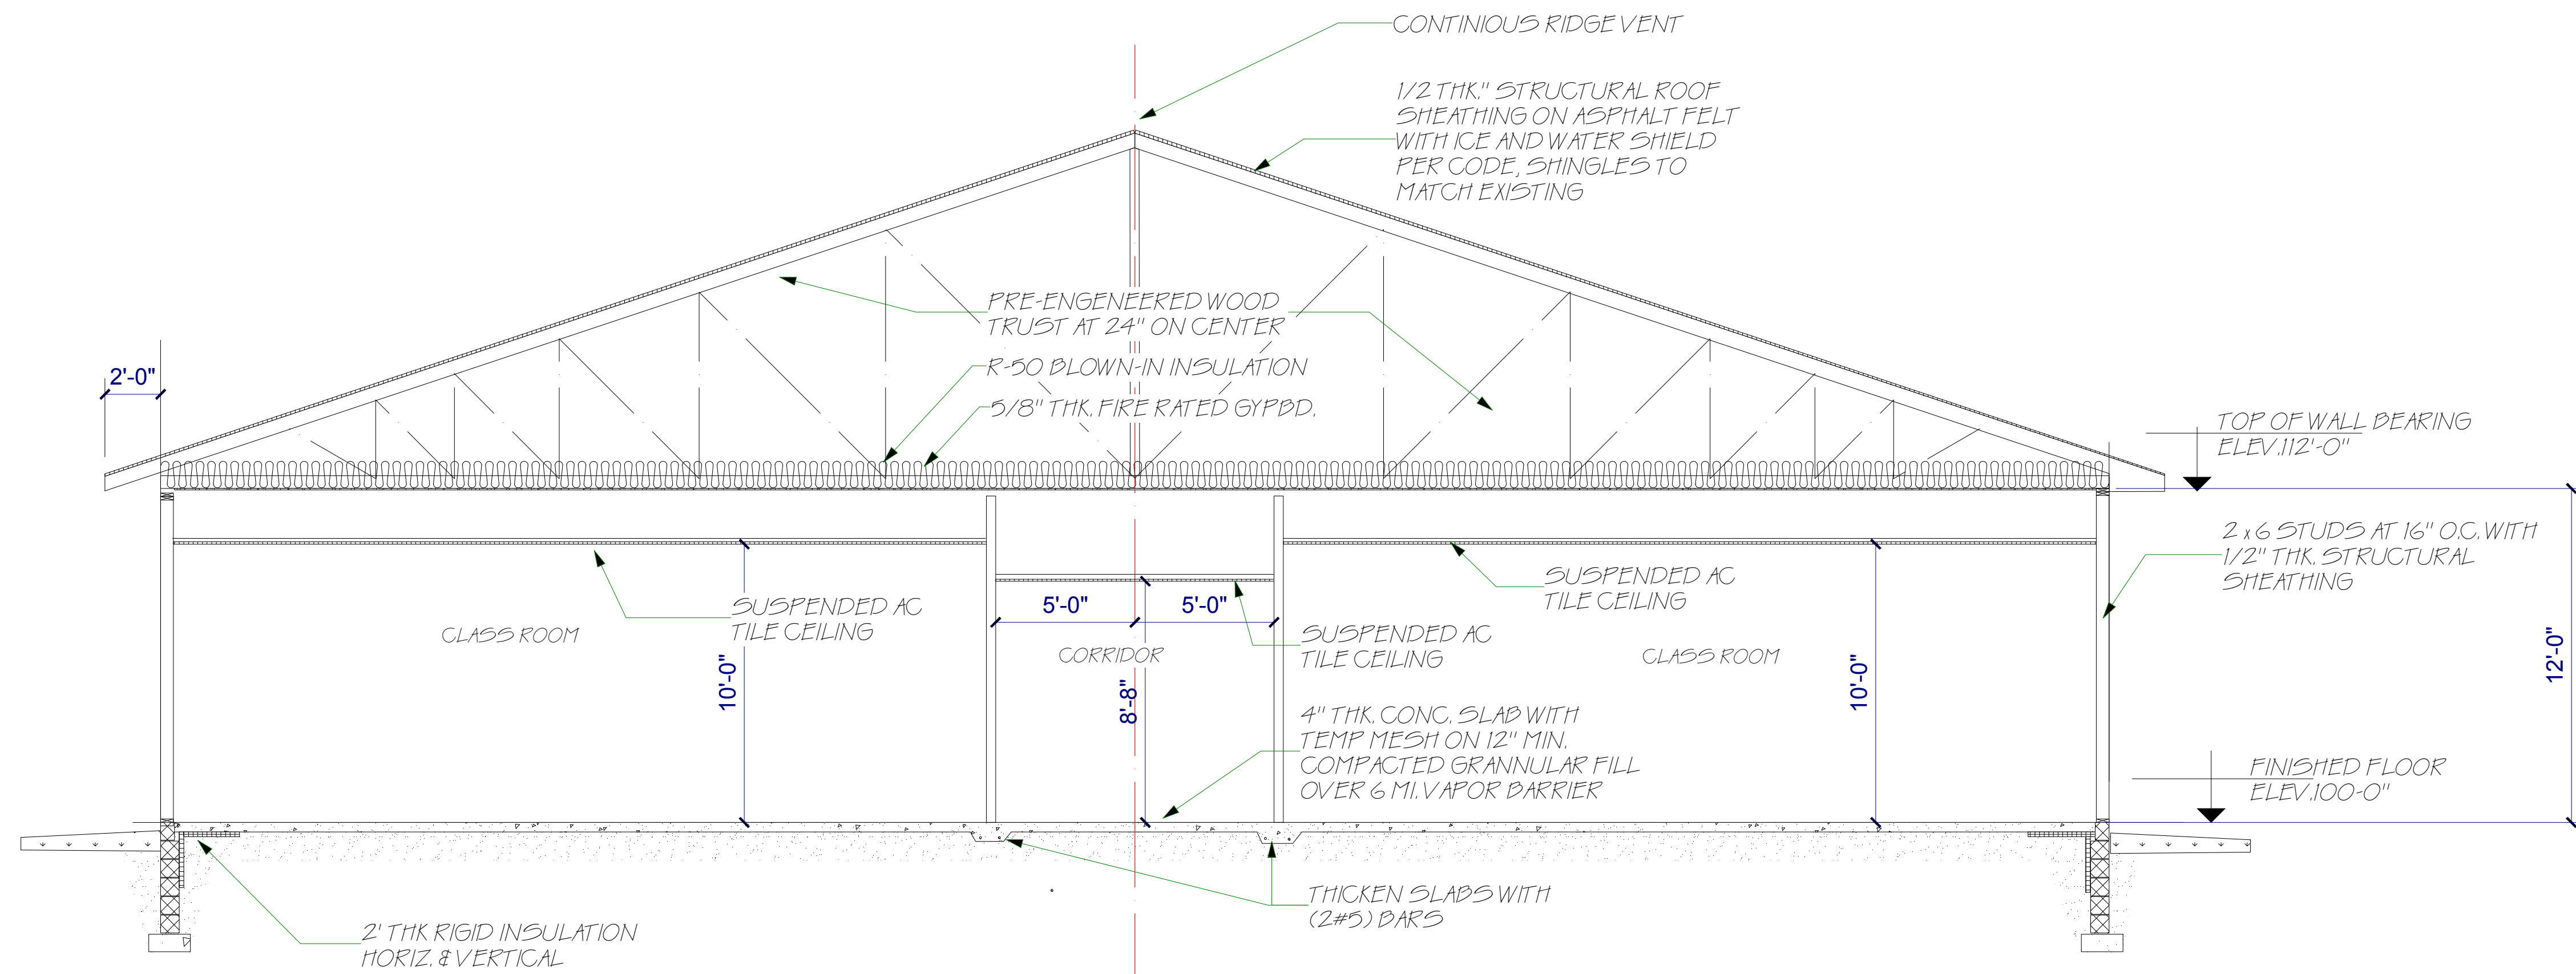 CONTINIOUS RIDGEVENT
1/2 THK." STRUCTURAL ROOF
SHEATHING ON ASPHALT FELT
WITH ICE AND WATER SHIELD
PER CODE, SHINGLES TO
MATCH EXISTING
PRE-ENGENEERED WOOD
TRUST AT 24" ON CENTER
R-50 BLOWN-IN INSULATION
5/8" THK. FIRE RATED GYPBD.
2'-0"
TOP OF WALL BEARING
ELEV.112'-0"
2 x 6 STUDS AT 16" O.C. WITH
1/2" THK. STRUCTURAL
SHEATHING
SUSPENDED AC
TILE CEILING
CLASS ROOM
10'-0"
5'-0"
5'-0"
CORRIDOR
8'-8"
SUSPENDED AC
TILE CEILING
SUSPENDED AC
TILE CEILING
CLASS ROOM
10'-0"
12'-0"
4" THK. CONC. SLAB WITH
TEMP MESH ON 12" MIN.
COMPACTED GRANNULAR FILL
OVER 6 MI. VAPOR BARRIER
FINISHED FLOOR
ELEV.100-0"
THICKEN SLABS WITH
(2#5) BARS
2' THK RIGID INSULATION
HORIZ. & VERTICAL